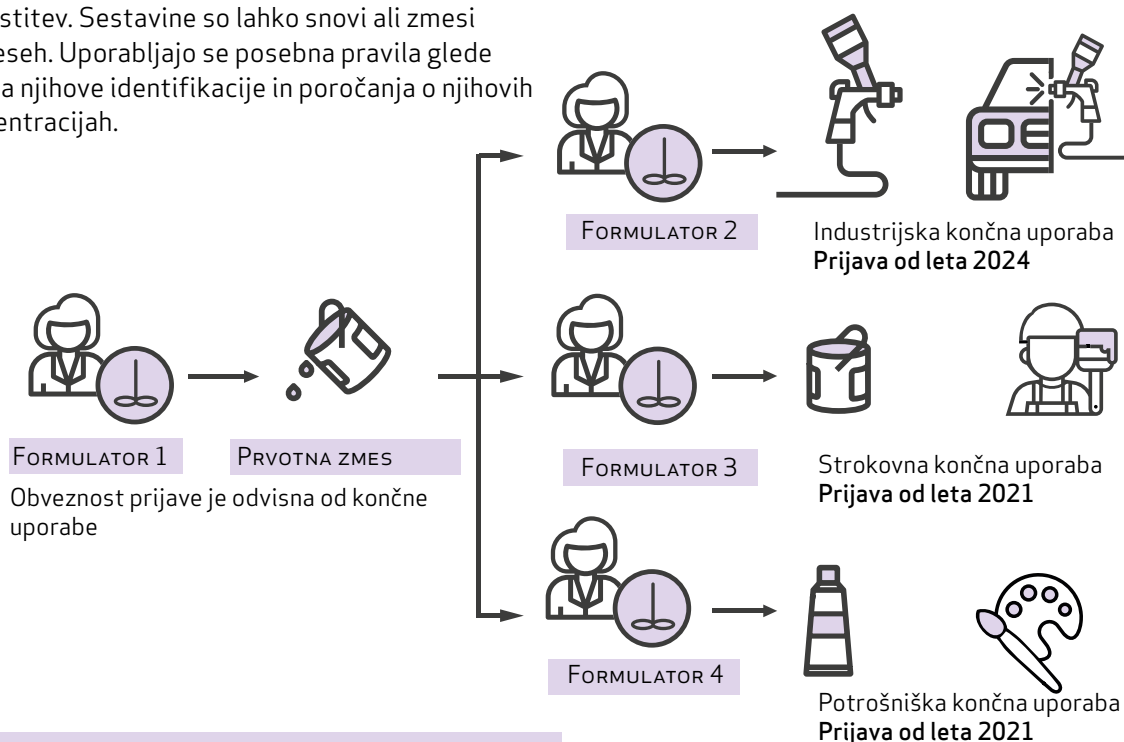 stitev. Sestavine so lahko snovi ali zmesi
eseh. Uporabljajo se posebna pravila glede
a njihove identifikacije in poročanja o njihovih
entracijah.
FORMULATOR 2
Industrijska končna uporaba
Prijava od leta 2024
FORMULATOR 1
PRVOTNA ZMES
Obveznost prijave je odvisna od končne
uporabe
FORMULATOR 3
Strokovna končna uporaba
Prijava od leta 2021
FORMULATOR 4
Potrošniška končna uporaba
Prijava od leta 2021